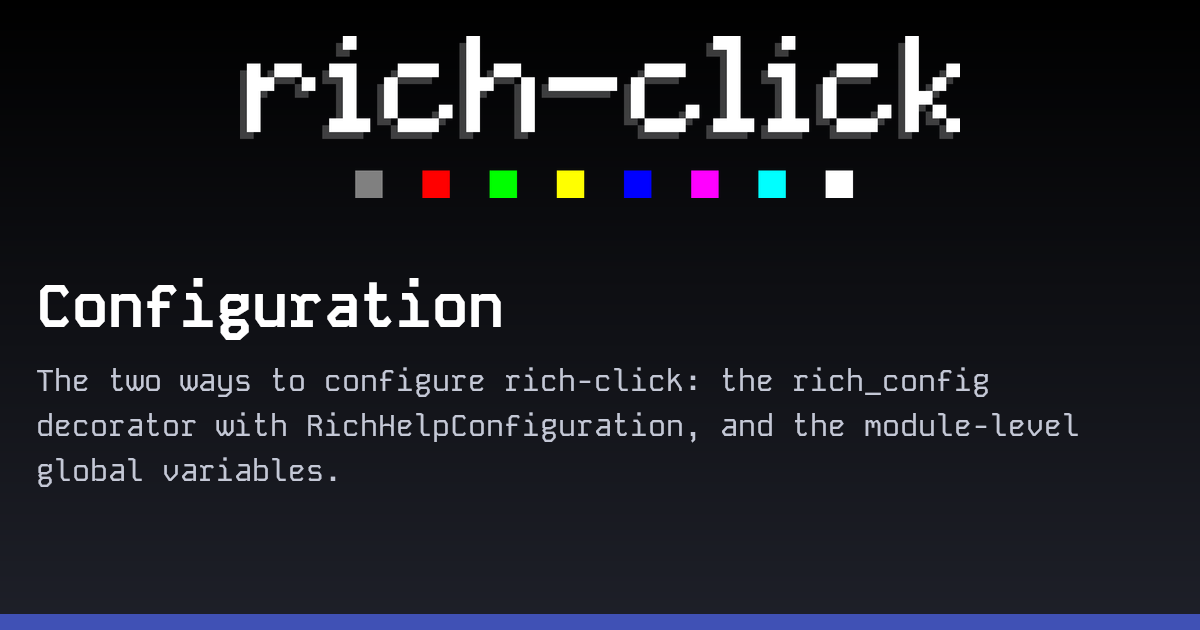 rich-click
Configuration
The two ways to configure rich-click: the rich_config
decorator with RichHelpConfiguration, and the module-level
global variables.